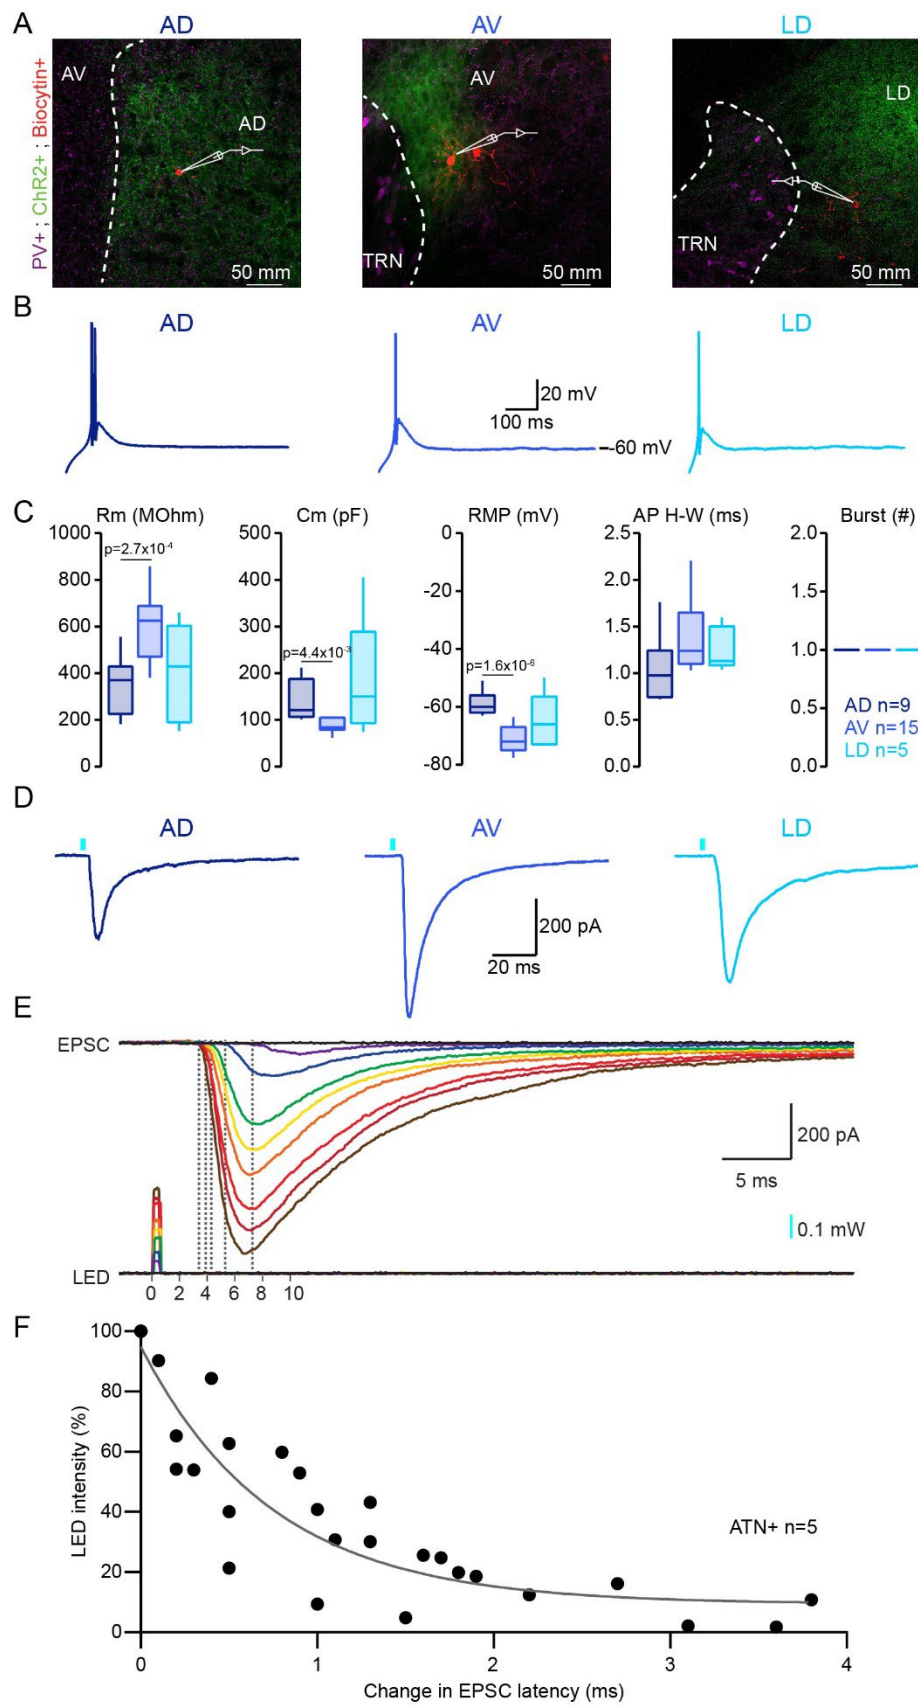 A
AD
AV
LD
PV+ ; ChR2+ ; Biocytin+
AV
AD
50 mm
AV
TRN
50 mm
LD
TRN
50 mm
B
AD
AV
LD
20 mV
100 ms
-60 mV
C
Rm (MOhm)
Cm (pF)
RMP (mV)
AP H-W (ms)
Burst (#)
1000
800
600
400
200
0
p=2.7x10-4
500
400
300
200
100
0
p=4.4x10-3
0
-20
-40
-60
-80
p=1.6x10-6
2.5
2.0
1.5
1.0
0.5
0.0
2.0
1.5
1.0
0.5
0.0
AD n=9
AV n=15
LD n=5
D
AD
AV
LD
200 pA
20 ms
E
EPSC
200 pA
5 ms
0.1 mW
LED
0 2 4 6 8 10
F
LED intensity (%)
100
80
60
40
20
0
ATN+ n=5
0 1 2 3 4
Change in EPSC latency (ms)